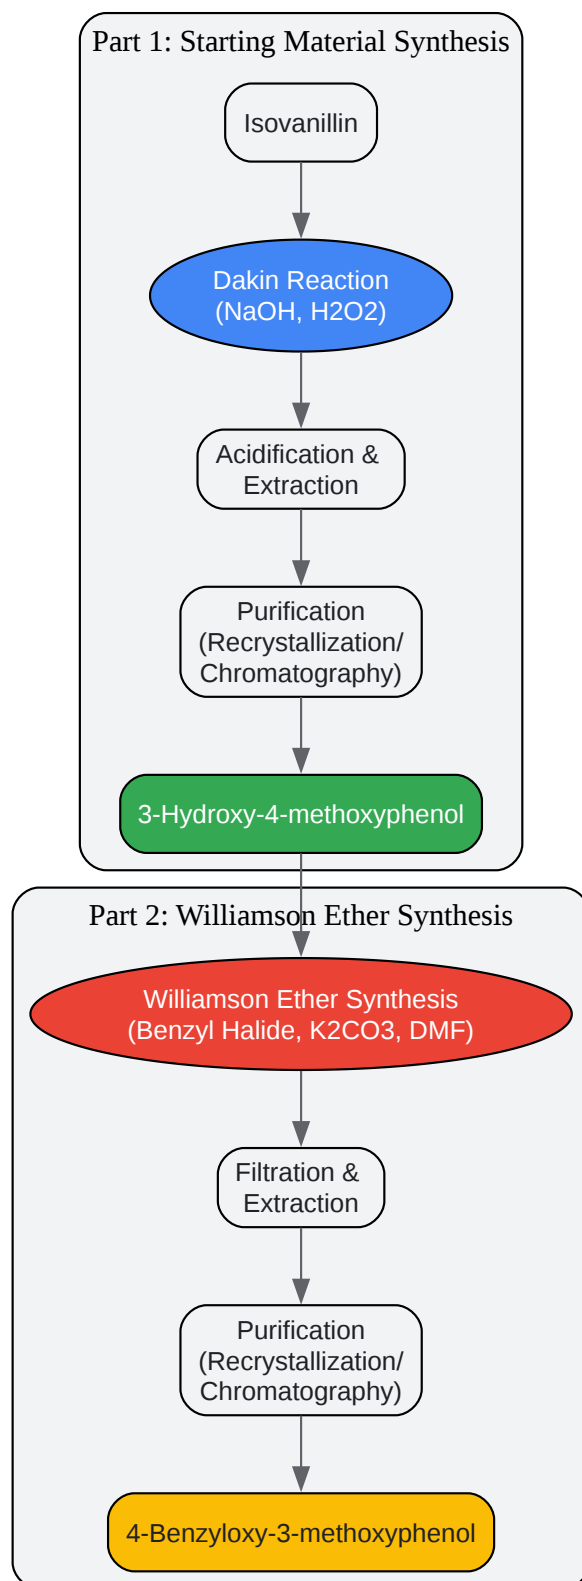 Part 1: Starting Material Synthesis
Isovanillin
Dakin Reaction
(NaOH, H2O2)
Acidification &
Extraction
Purification
(Recrystallization/
Chromatography)
3-Hydroxy-4-methoxyphenol
Part 2: Williamson Ether Synthesis
Williamson Ether Synthesis
(Benzyl Halide, K2CO3, DMF)
Filtration &
Extraction
Purification
(Recrystallization/
Chromatography)
4-Benzyloxy-3-methoxyphenol